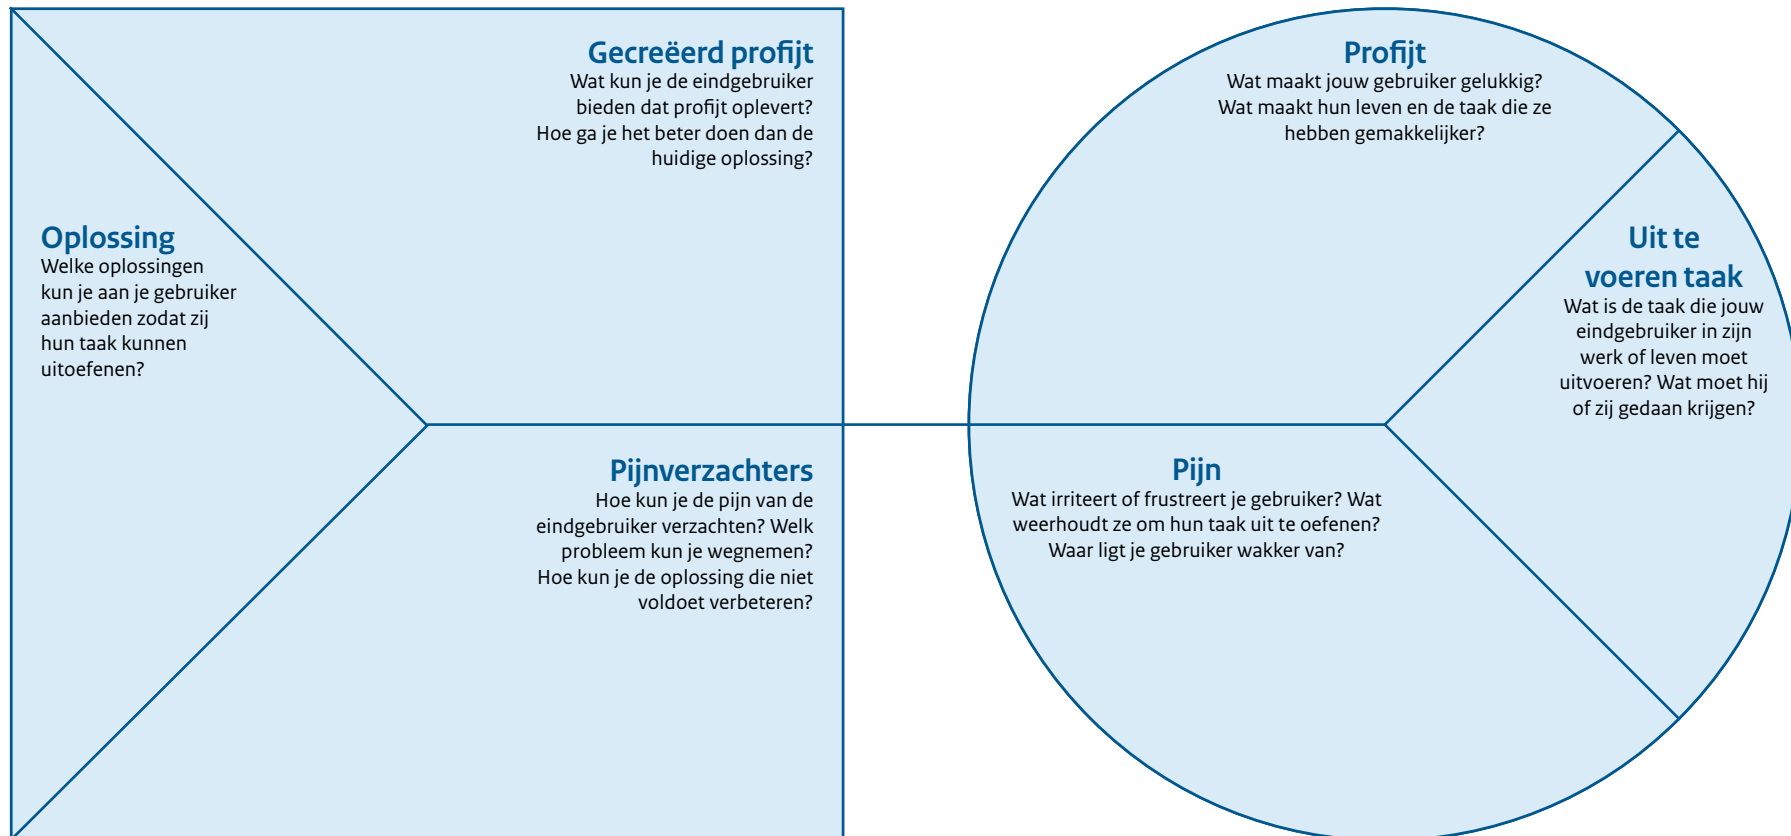 Gecreëerd profijt
Wat kun je de eindgebruiker
bieden dat profijt oplevert?
Hoe ga je het beter doen dan de
huidige oplossing?
Oplossing
Welke oplossingen
kun je aan je gebruiker
aanbieden zodat zij
hun taak kunnen
uitoefenen?
Pijnverzachters
Hoe kun je de pijn van de
eindgebruiker verzachten? Welk
probleem kun je wegnemen?
Hoe kun je de oplossing die niet
voldoet verbeteren?
Profijt
Wat maakt jouw gebruiker gelukkig?
Wat maakt hun leven en de taak die ze
hebben gemakkelijker?
Uit te
voeren taak
Wat is de taak die jouw
eindgebruiker in zijn
werk of leven moet
uitvoeren? Wat moet hij
of zij gedaan krijgen?
Pijn
Wat irriteert of frustreert je gebruiker? Wat
weerhoudt ze om hun taak uit te oefenen?
Waar ligt je gebruiker wakker van?